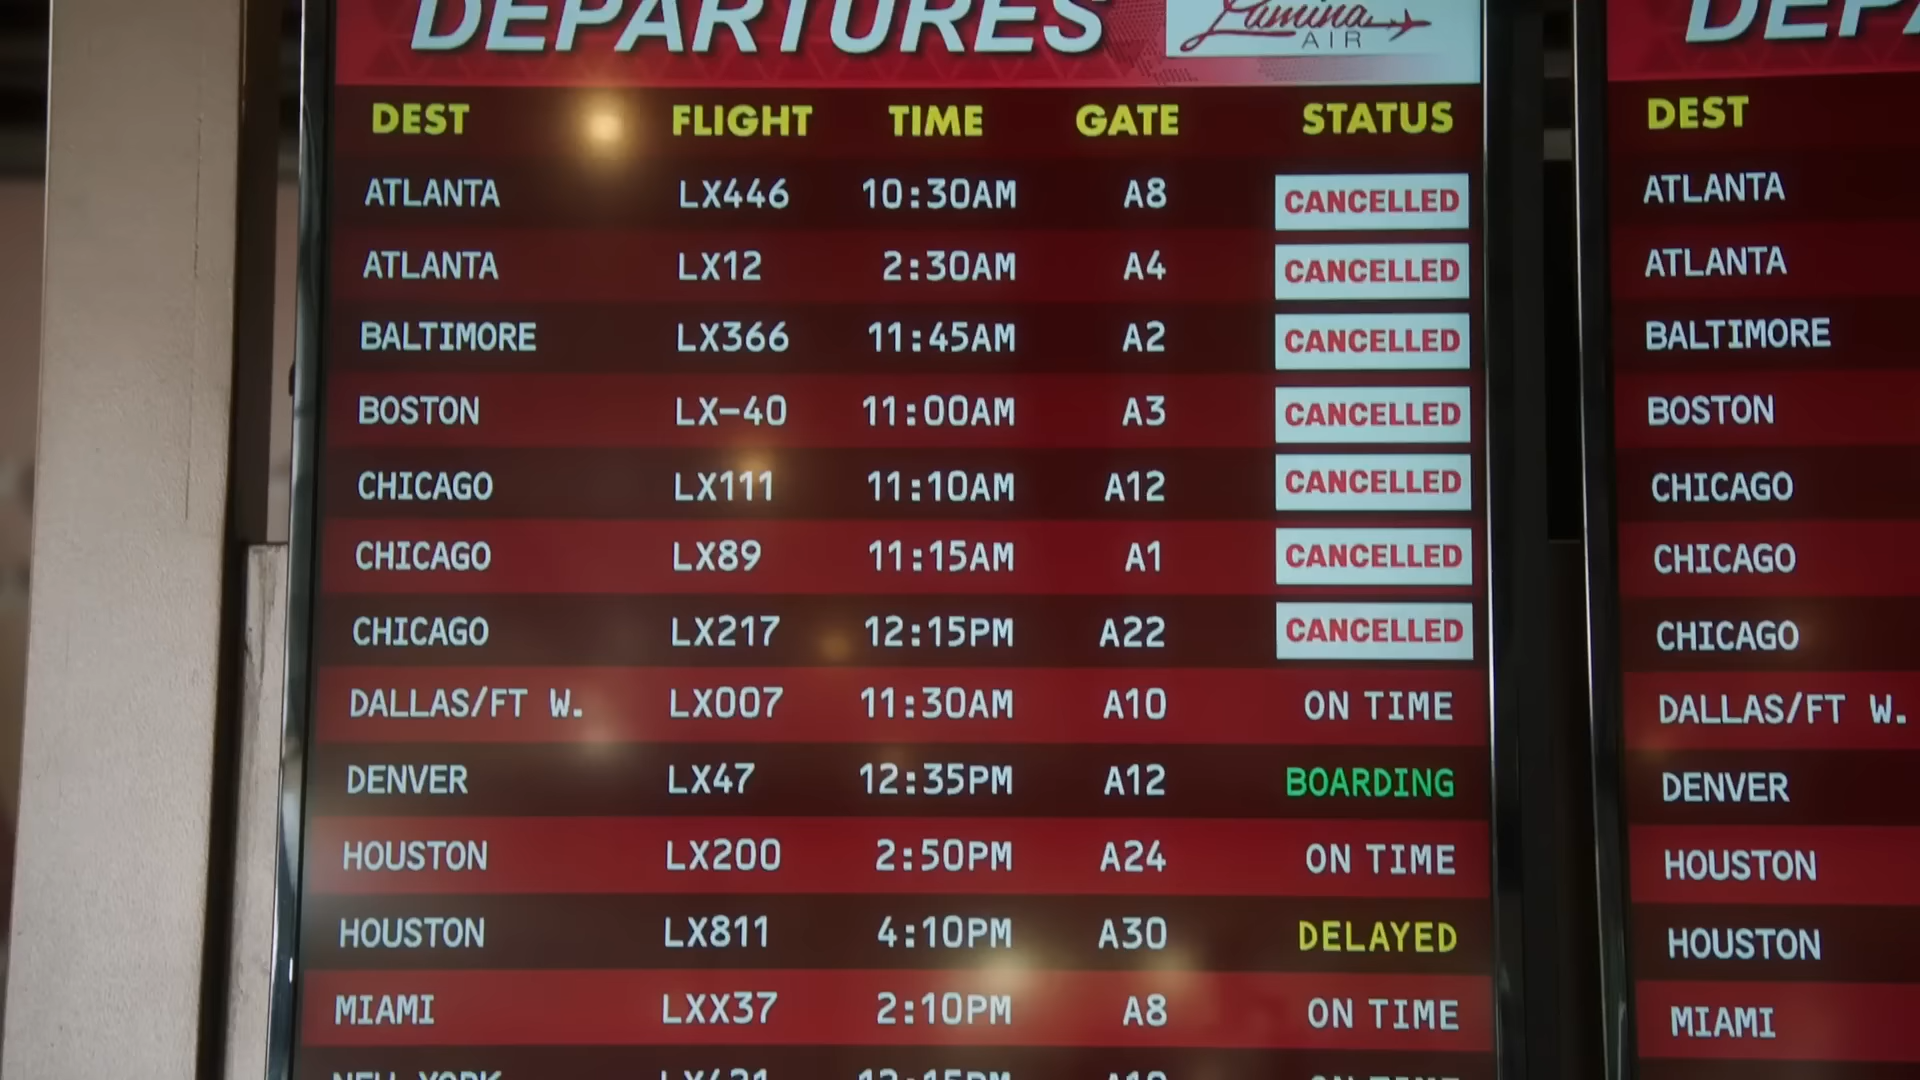 DEPARTURES Lumina AIR
DEST FLIGHT TIME GATE STATUS
ATLANTA LX446 10:30AM A8 CANCELLED
ATLANTA LX12 2:30AM A4 CANCELLED
BALTIMORE LX366 11:45AM A2 CANCELLED
BOSTON LX-40 11:00AM A3 CANCELLED
CHICAGO LX111 11:10AM A12 CANCELLED
CHICAGO LX89 11:15AM A1 CANCELLED
CHICAGO LX217 12:15PM A22 CANCELLED
DALLAS/FT W. LX007 11:30AM A10 ON TIME
DENVER LX47 12:35PM A12 BOARDING
HOUSTON LX200 2:50PM A24 ON TIME
HOUSTON LX811 4:10PM A30 DELAYED
MIAMI LXX37 2:10PM A8 ON TIME
NEW YORK
DEST
ATLANTA
ATLANTA
BALTIMORE
BOSTON
CHICAGO
CHICAGO
CHICAGO
DALLAS/FT W.
DENVER
HOUSTON
HOUSTON
MIAMI